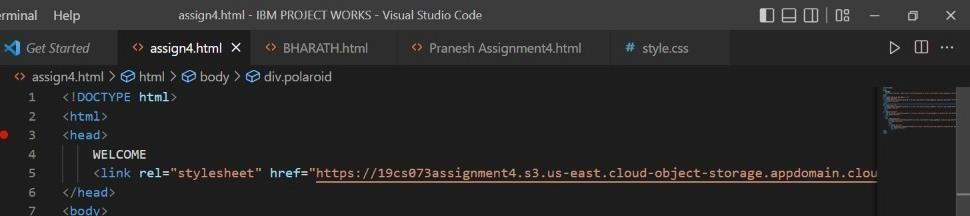 erminal Help assign4.html - IBM PROJECT WORKS - Visual Studio Code
Get Started assign4.html BHARATH.html Pranesh Assignment4.html # style.css
assign4.html > html > body > div.polaroid
1 <!DOCTYPE html>
2 <html>
3 <head>
4 WELCOME
5 <link rel="stylesheet" href="https://19cs073assignment4.s3.us-east.cloud-object-storage.appdomain.clou
6 </head>
7 <body>